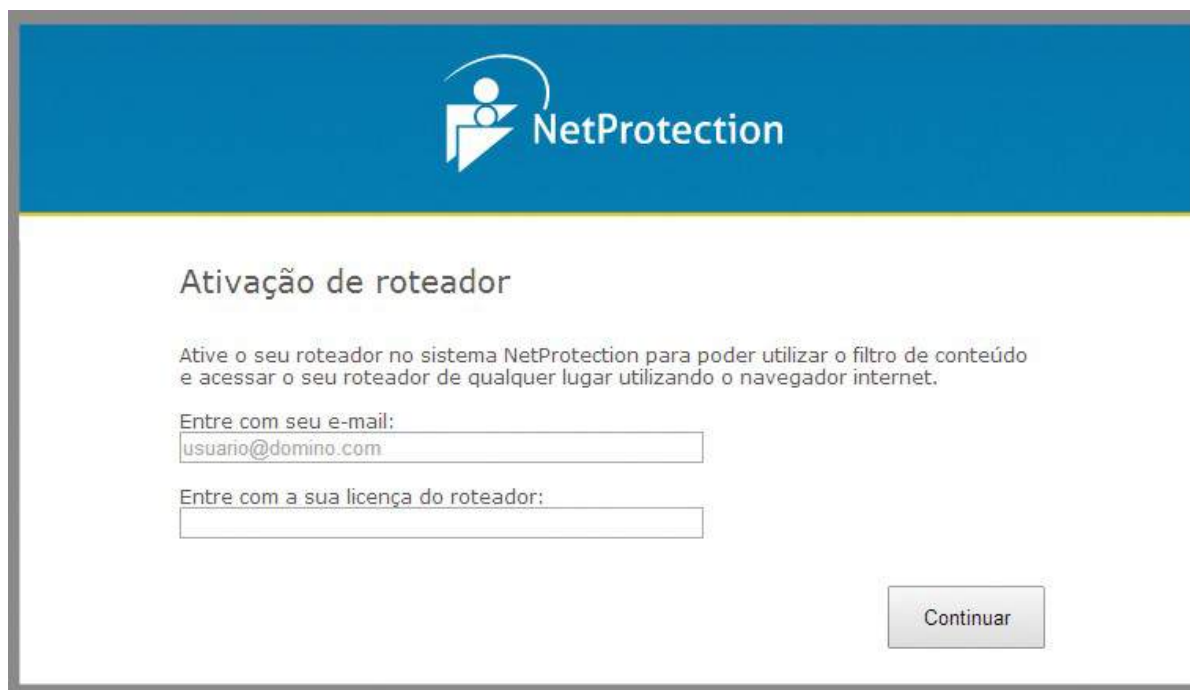 NetProtection
Ativação de roteador
Ative o seu roteador no sistema NetProtection para poder utilizar o filtro de conteúdo
e acessar o seu roteador de qualquer lugar utilizando o navegador internet.
Entre com seu e-mail:
usuario@domino.com
Entre com a sua licença do roteador:
Continuar